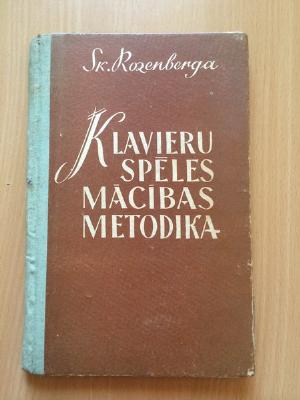 Sk. Rozenberga
KLAVIERU
SPĒLES
MĀCĪBAS
METODIKA